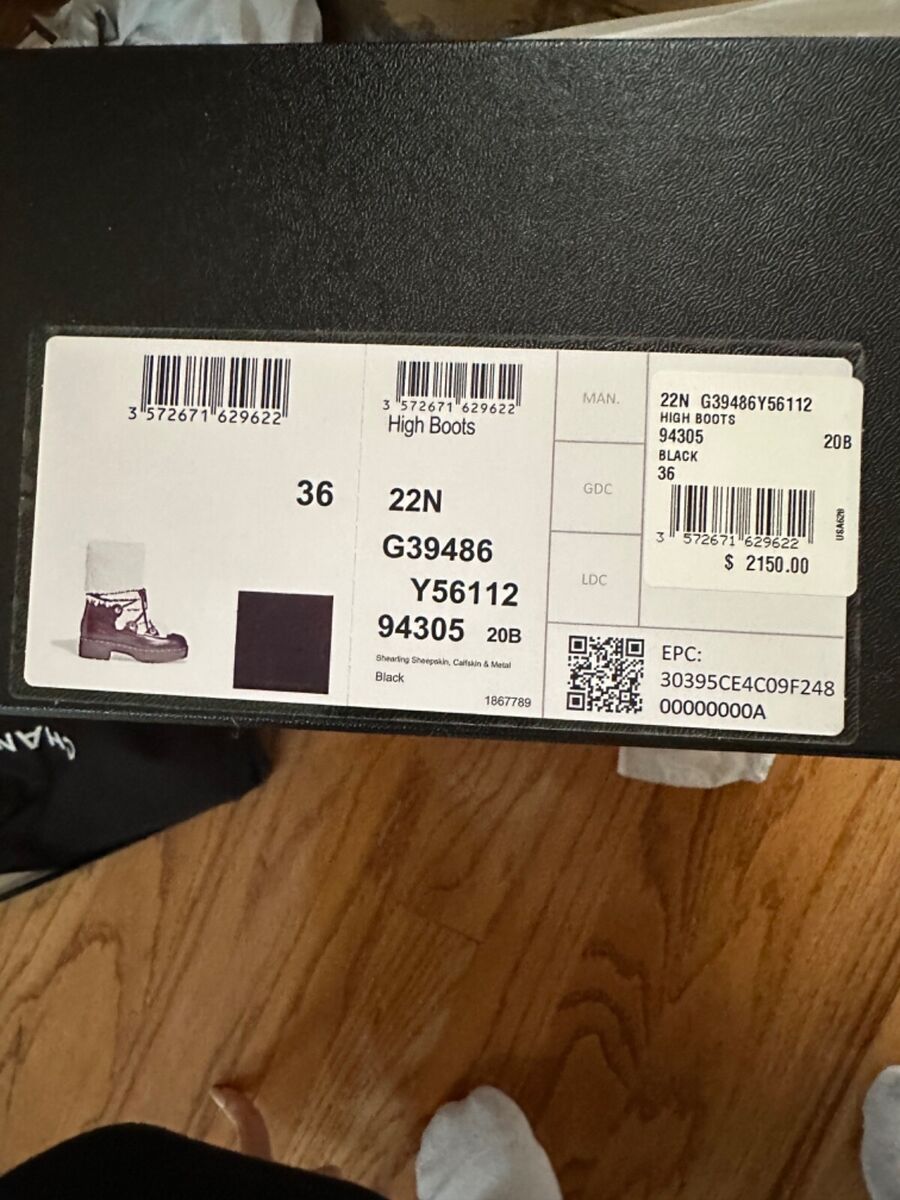 3 572671 629622
36
3 572671 629622
High Boots
22N
G39486
Y56112
94305 20B
Shearling Sheepskin, Calfskin & Metal
Black
1867789
MAN.
GDC
LDC
22N G39486Y56112
HIGH BOOTS
94305 20B
BLACK
36
3 572671 629622
$ 2150.00
USA62B
EPC:
30395CE4C09F248
00000000A
CHAN